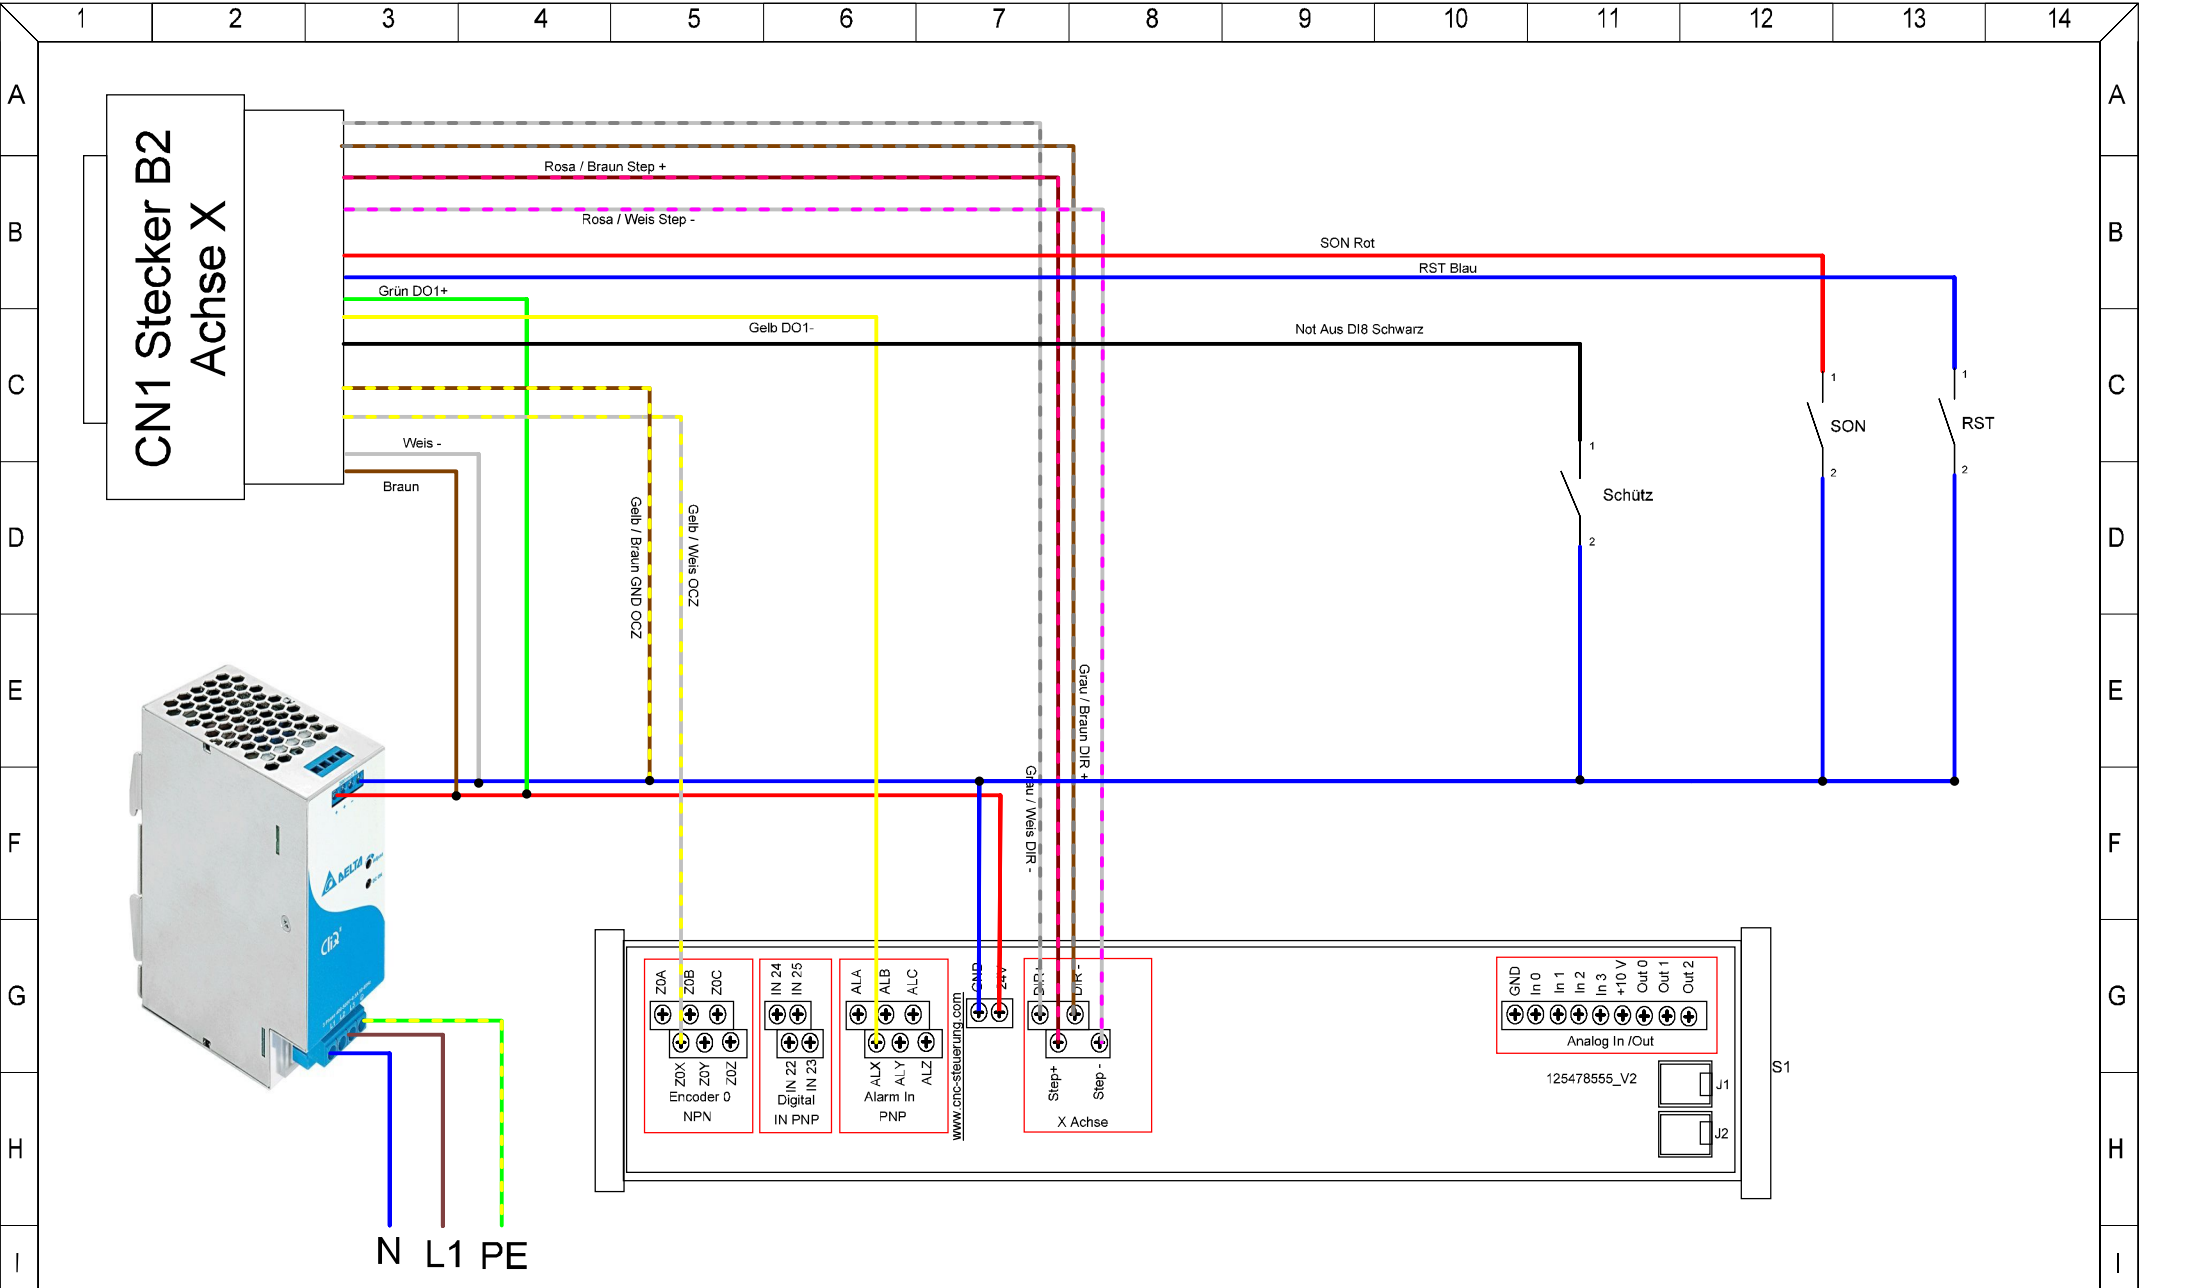 1 2 3 4 5 6 7 8 9 10 11 12 13 14
A A
B B
C C
D D
E E
F F
G G
H H
I I
CN1 Stecker B2
Achse X
Rosa / Braun Step +
Rosa / Weis Step -
SON Rot
RST Blau
Grün DO1+
Gelb DO1-
Not Aus DI8 Schwarz
Weis -
Braun
Gelb / Braun GND OCZ
Gelb / Weis OCZ
Grau / Weis DIR -
Grau / Braun DIR +
1
Schütz
2
1
SON
2
1
RST
2
DELTA
CliQ
N L1 PE
Z0A Z0B Z0C
Z0X Z0Y Z0Z
Encoder 0
NPN
IN 24 IN 25
IN 22 IN 23
Digital
IN PNP
ALA ALB ALC
ALX ALY ALZ
Alarm In
PNP
www.cnc-steuerung.com
GND 24V
DIR+ DIR -
Step+ Step -
X Achse
GND In 0 In 1 In 2 In 3 +10 V Out 0 Out 1 Out 2
Analog In /Out
125478555_V2
J1
J2
S1